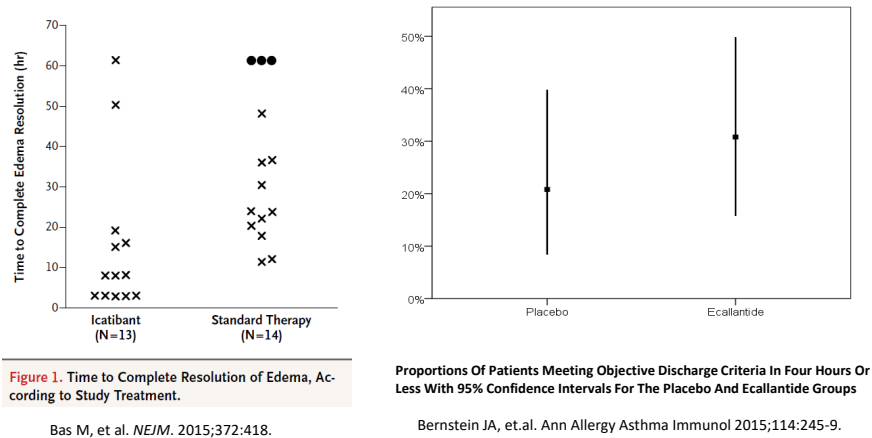 Time to Complete Edema Resolution (hr)
70
60
50
40
30
20
10
0
Icatibant
(N=13)
Standard Therapy
(N=14)
Figure 1. Time to Complete Resolution of Edema, Ac-
cording to Study Treatment.
Bas M, et al. NEJM. 2015;372:418.
50%
40%
30%
20%
10%
0%
Placebo
Ecallantide
Proportions Of Patients Meeting Objective Discharge Criteria In Four Hours Or
Less With 95% Confidence Intervals For The Placebo And Ecallantide Groups
Bernstein JA, et.al. Ann Allergy Asthma Immunol 2015;114:245-9.